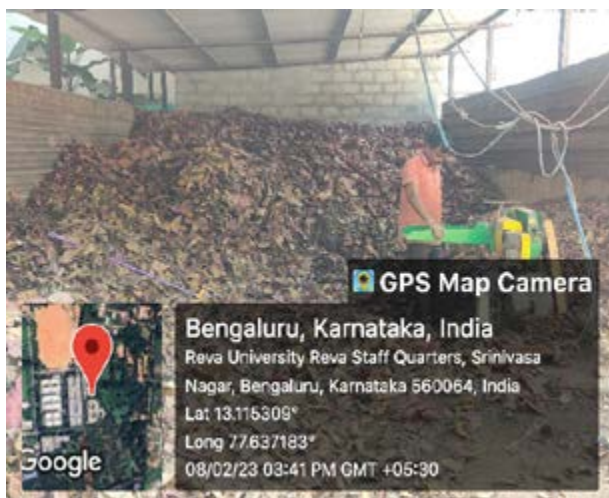 GPS Map Camera
Bengaluru, Karnataka, India
Reva University Reva Staff Quarters, Srinivasa
Nagar, Bengaluru, Karnataka 560064, India
Lat 13.115309°
Long 77.637183°
08/02/23 03:41 PM GMT +05:30
Google